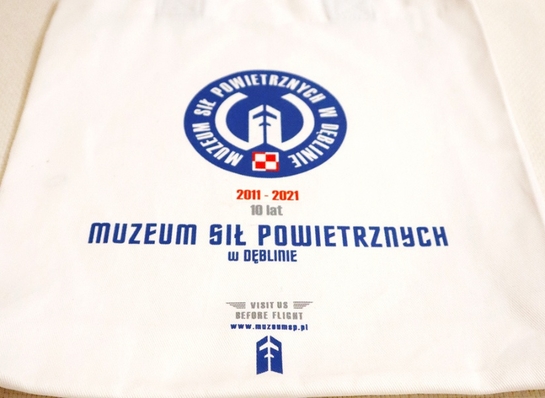 MUZEUM SIŁ POWIETRZNYCH W DĘBLINIE
2011 - 2021
10 lat
MUZEUM SIŁ POWIETRZNYCH
w DĘBLINIE
VISIT US
BEFORE FLIGHT
www.muzeumsp.pl